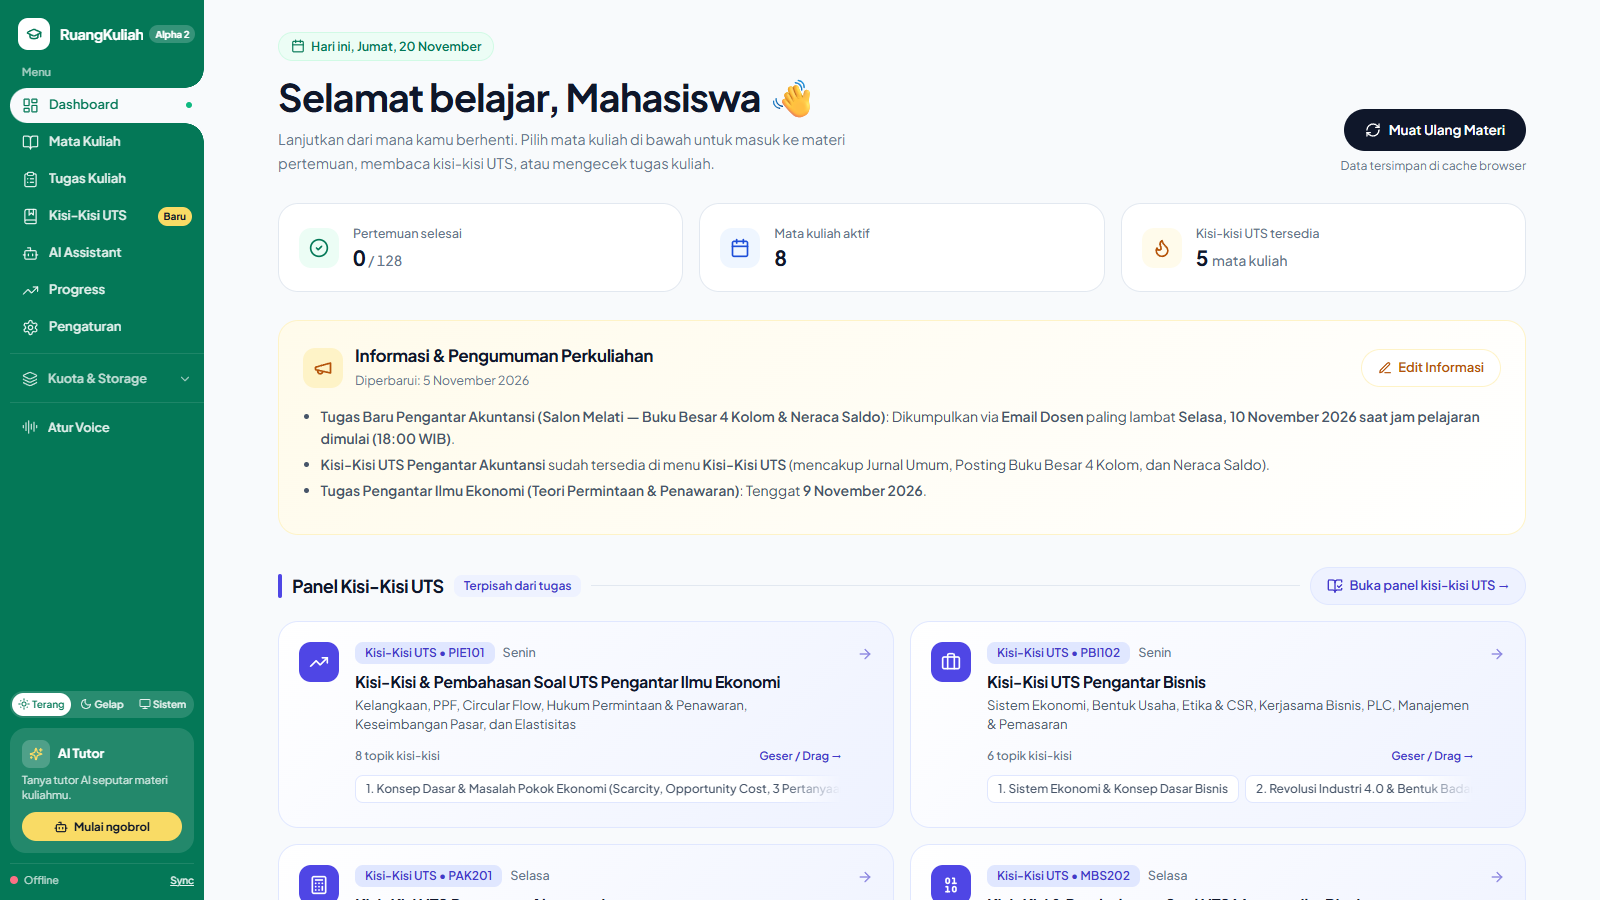 RuangKuliah Alpha 2
Menu
Dashboard
Mata Kuliah
Tugas Kuliah
Kisi-Kisi UTS Baru
AI Assistant
Progress
Pengaturan
Kuota & Storage
Atur Voice
Terang Gelap Sistem
AI Tutor
Tanya tutor AI seputar materi
kuliahmu.
Mulai ngobrol
Offline Sync
Hari ini, Jumat, 20 November
Selamat belajar, Mahasiswa 👋
Lanjutkan dari mana kamu berhenti. Pilih mata kuliah di bawah untuk masuk ke materi
pertemuan, membaca kisi-kisi UTS, atau mengecek tugas kuliah.
Muat Ulang Materi
Data tersimpan di cache browser
Pertemuan selesai
0 / 128
Mata kuliah aktif
8
Kisi-kisi UTS tersedia
5 mata kuliah
Informasi & Pengumuman Perkuliahan
Diperbarui: 5 November 2026
Edit Informasi
• Tugas Baru Pengantar Akuntansi (Salon Melati — Buku Besar 4 Kolom & Neraca Saldo): Dikumpulkan via Email Dosen paling lambat Selasa, 10 November 2026 saat jam pelajaran
dimulai (18:00 WIB).
• Kisi-Kisi UTS Pengantar Akuntansi sudah tersedia di menu Kisi-Kisi UTS (mencakup Jurnal Umum, Posting Buku Besar 4 Kolom, dan Neraca Saldo).
• Tugas Pengantar Ilmu Ekonomi (Teori Permintaan & Penawaran): Tenggat 9 November 2026.
Panel Kisi-Kisi UTS Terpisah dari tugas
Buka panel kisi-kisi UTS →
Kisi-Kisi UTS • PIE101 Senin
Kisi-Kisi & Pembahasan Soal UTS Pengantar Ilmu Ekonomi
Kelangkaan, PPF, Circular Flow, Hukum Permintaan & Penawaran,
Keseimbangan Pasar, dan Elastisitas
8 topik kisi-kisi Geser / Drag →
1. Konsep Dasar & Masalah Pokok Ekonomi (Scarcity, Opportunity Cost, 3 Pertanyaa
Kisi-Kisi UTS • PBI102 Senin
Kisi-Kisi UTS Pengantar Bisnis
Sistem Ekonomi, Bentuk Usaha, Etika & CSR, Kerjasama Bisnis, PLC, Manajemen
& Pemasaran
6 topik kisi-kisi Geser / Drag →
1. Sistem Ekonomi & Konsep Dasar Bisnis 2. Revolusi Industri 4.0 & Bentuk Bada
Kisi-Kisi UTS • PAK201 Selasa
Kisi-Kisi UTS • MBS202 Selasa